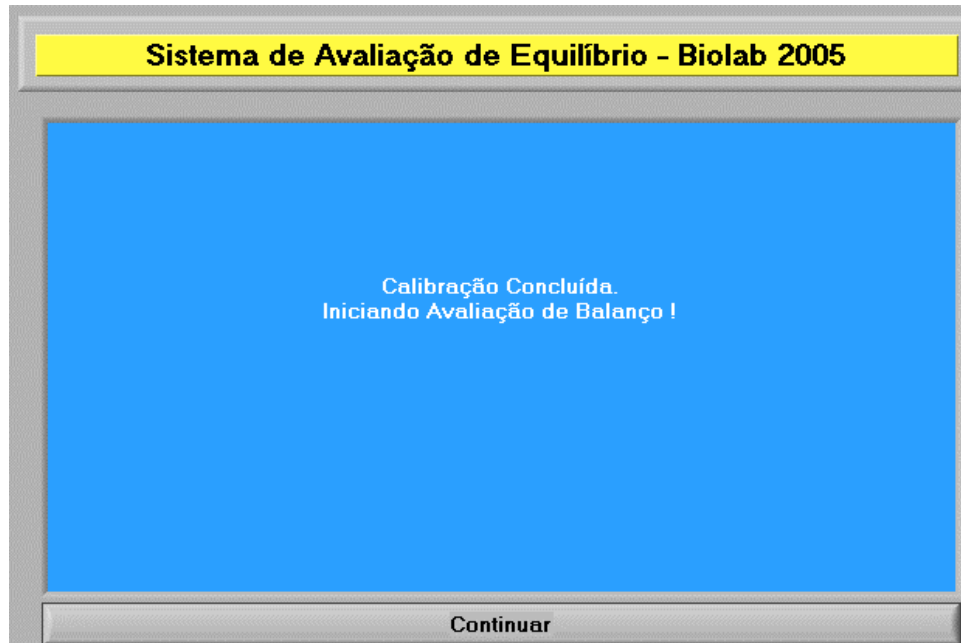 Sistema de Avaliação de Equilíbrio - Biolab 2005
Calibração Concluída.
Iniciando Avaliação de Balanço !
Continuar